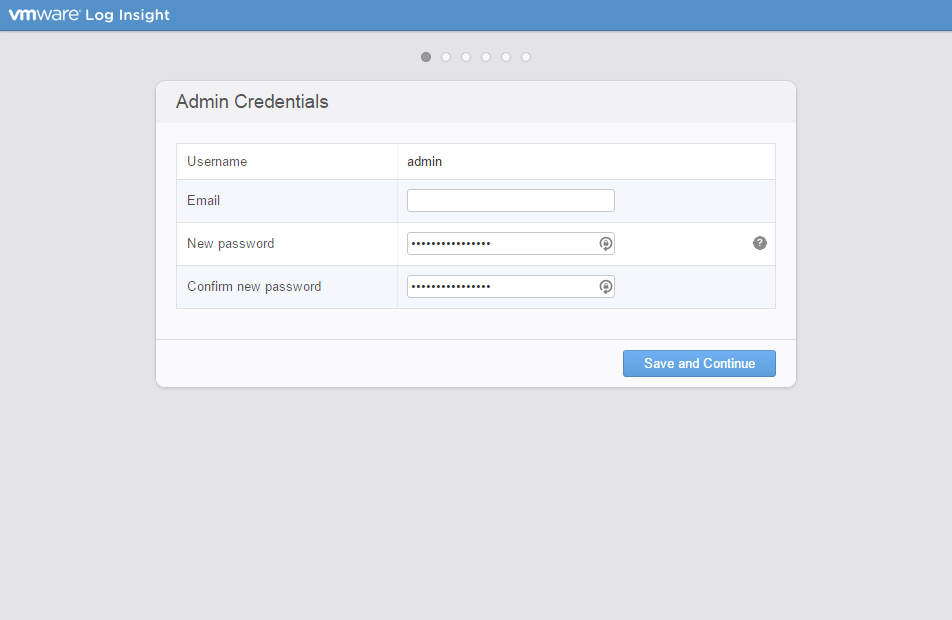 vmware Log Insight
Admin Credentials
Username admin
Email
New password •••••••••••••••• ?
Confirm new password ••••••••••••••••
Save and Continue